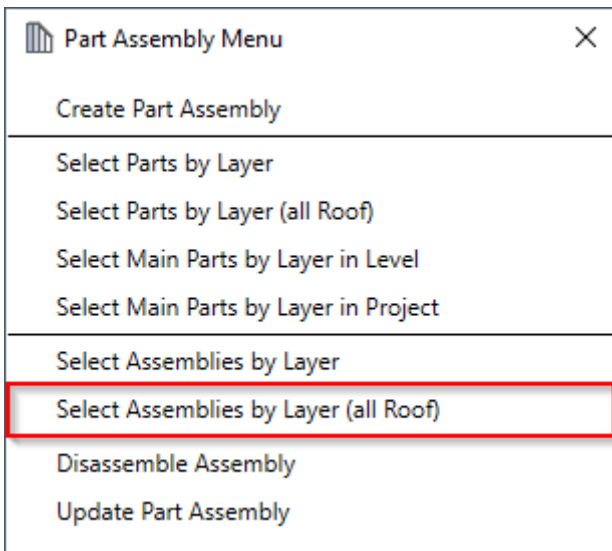 Part Assembly Menu
Create Part Assembly
Select Parts by Layer
Select Parts by Layer (all Roof)
Select Main Parts by Layer in Level
Select Main Parts by Layer in Project
Select Assemblies by Layer
Select Assemblies by Layer (all Roof)
Disassemble Assembly
Update Part Assembly